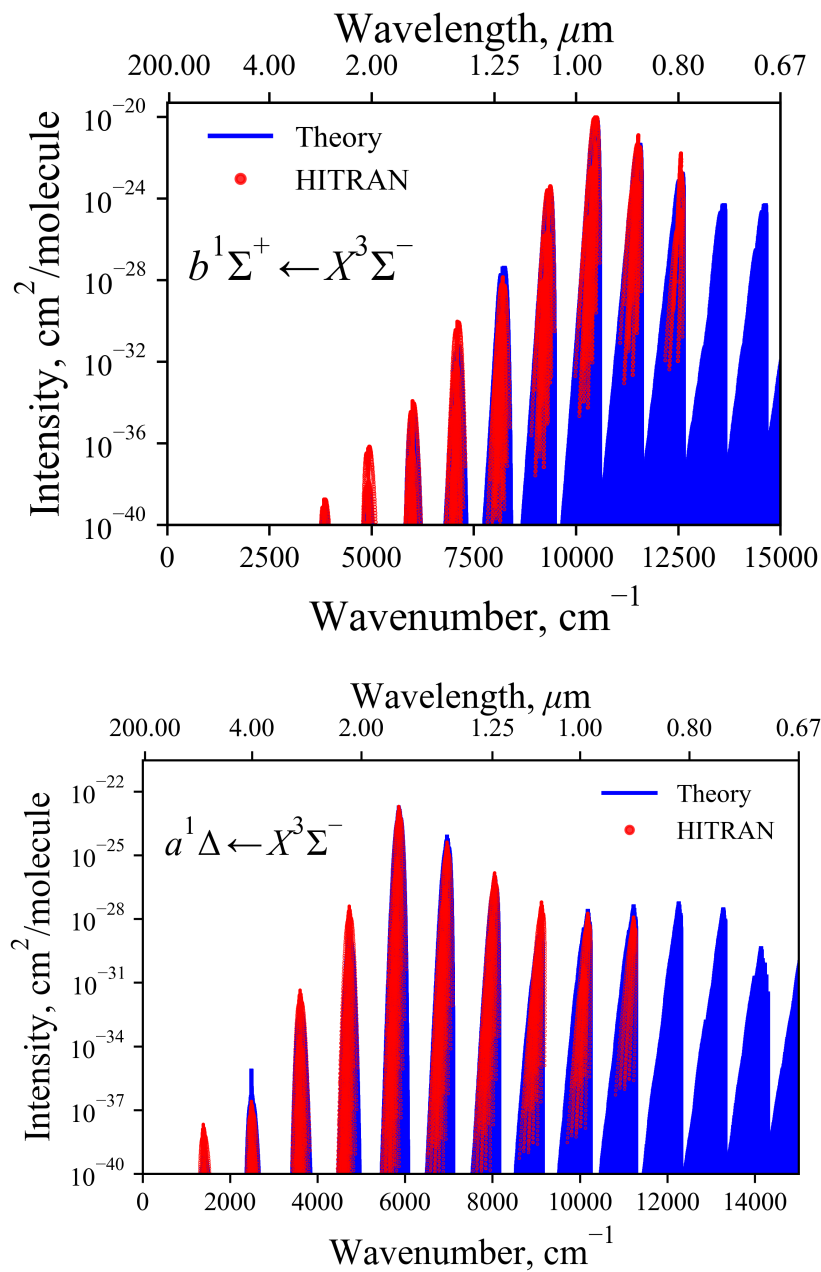 Wavelength, μm
200.00 4.00 2.00 1.25 1.00 0.80 0.67
Intensity, cm²/molecule
10⁻²⁰
10⁻²⁴
10⁻²⁸
10⁻³²
10⁻³⁶
10⁻⁴⁰
Theory
HITRAN
b¹Σ⁺ ← X³Σ⁻
0 2500 5000 7500 10000 12500 15000
Wavenumber, cm⁻¹
Wavelength, μm
200.00 4.00 2.00 1.25 1.00 0.80 0.67
Intensity, cm²/molecule
10⁻²²
10⁻²⁵
10⁻²⁸
10⁻³¹
10⁻³⁴
10⁻³⁷
10⁻⁴⁰
Theory
HITRAN
a¹Δ ← X³Σ⁻
0 2000 4000 6000 8000 10000 12000 14000
Wavenumber, cm⁻¹